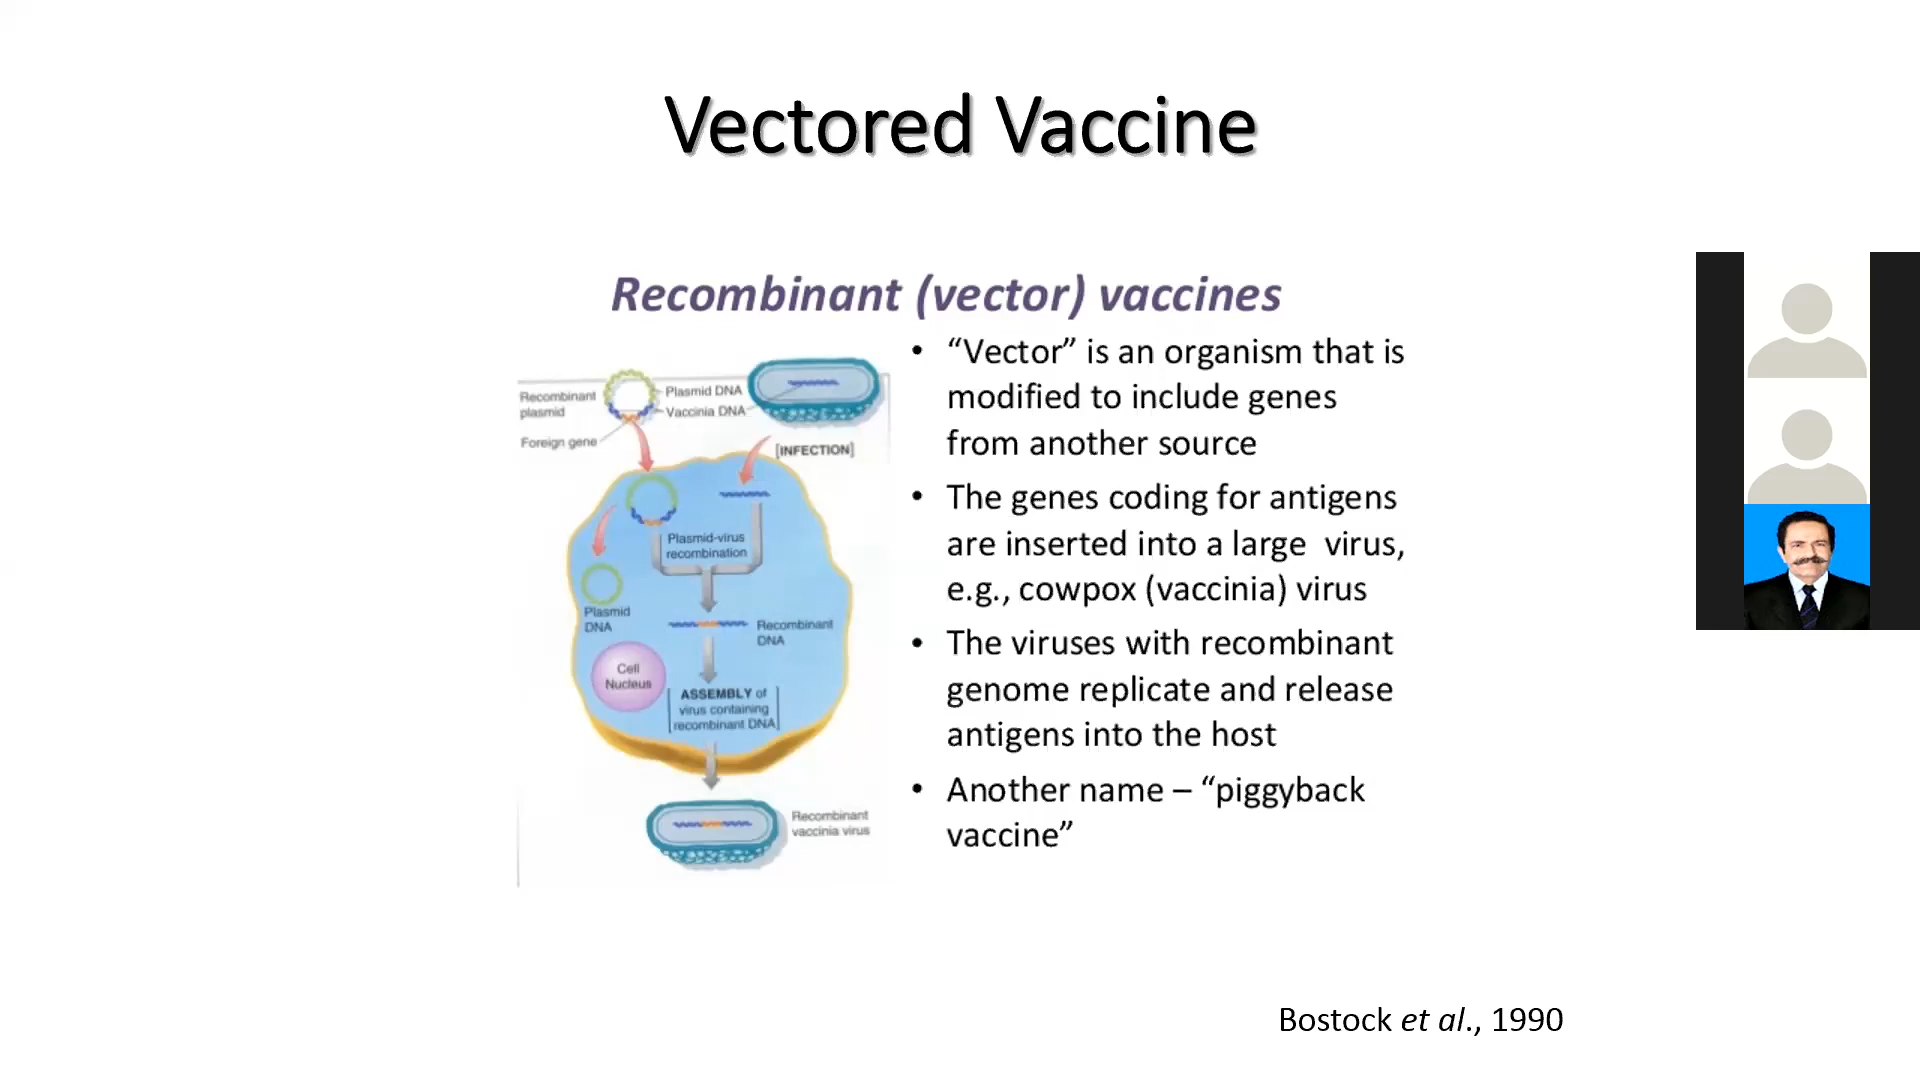 Vectored Vaccine
Recombinant (vector) vaccines
Recombinant
plasmid
Foreign gene
Plasmid DNA
Vaccinia DNA
[INFECTION]
Plasmid-virus
recombination
Plasmid
DNA
Recombinant
DNA
Cell
Nucleus
ASSEMBLY of
virus containing
recombinant DNA
Recombinant
vaccinia virus
• “Vector” is an organism that is
modified to include genes
from another source
• The genes coding for antigens
are inserted into a large virus,
e.g., cowpox (vaccinia) virus
• The viruses with recombinant
genome replicate and release
antigens into the host
• Another name – “piggyback
vaccine”
Bostock et al., 1990